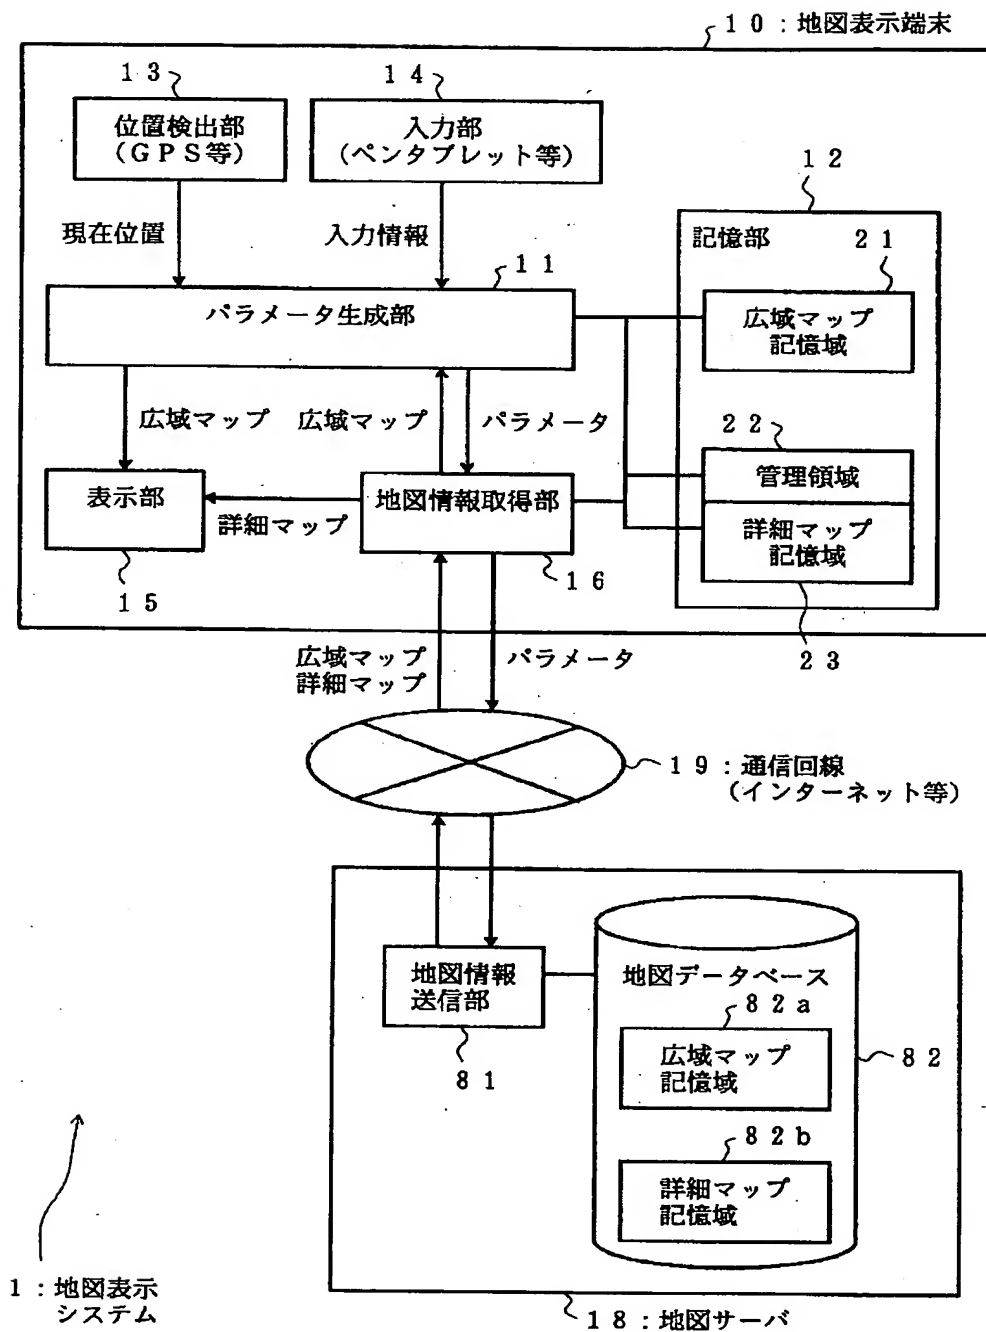 10：地図表示端末
13
14
位置検出部
（GPS等）
入力部
（ペンタブレット等）
12
現在位置
入力情報
記憶部
21
11
パラメータ生成部
広域マップ
記憶域
広域マップ
広域マップ
パラメータ
22
管理領域
表示部
地図情報取得部
詳細マップ
詳細マップ
記憶域
15
16
23
広域マップ
詳細マップ
パラメータ
19：通信回線
（インターネット等）
地図情報
送信部
地図データベース
82a
広域マップ
記憶域
82
81
82b
詳細マップ
記憶域
1：地図表示
システム
18：地図サーバ